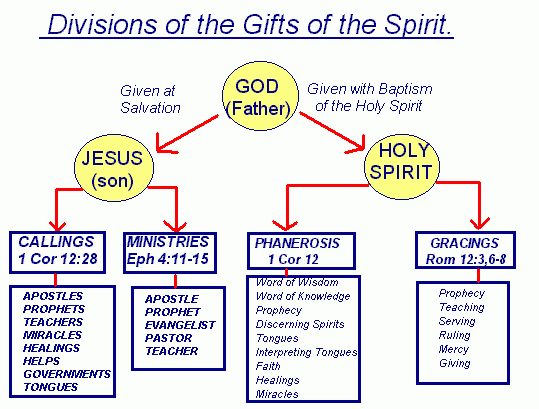 Divisions of the Gifts of the Spirit.
GOD
(Father)
Given at
Salvation
Given with Baptism
of the Holy Spirit
JESUS
(son)
HOLY
SPIRIT
CALLINGS
1 Cor 12:28
MINISTRIES
Eph 4:11-15
PHANEROSIS
1 Cor 12
GRACINGS
Rom 12:3,6-8
APOSTLES
PROPHETS
TEACHERS
MIRACLES
HEALINGS
HELPS
GOVERNMENTS
TONGUES
APOSTLE
PROPHET
EVANGELIST
PASTOR
TEACHER
Word of Wisdom
Word of Knowledge
Prophecy
Discerning Spirits
Tongues
Interpreting Tongues
Faith
Healings
Miracles
Prophecy
Teaching
Serving
Ruling
Mercy
Giving